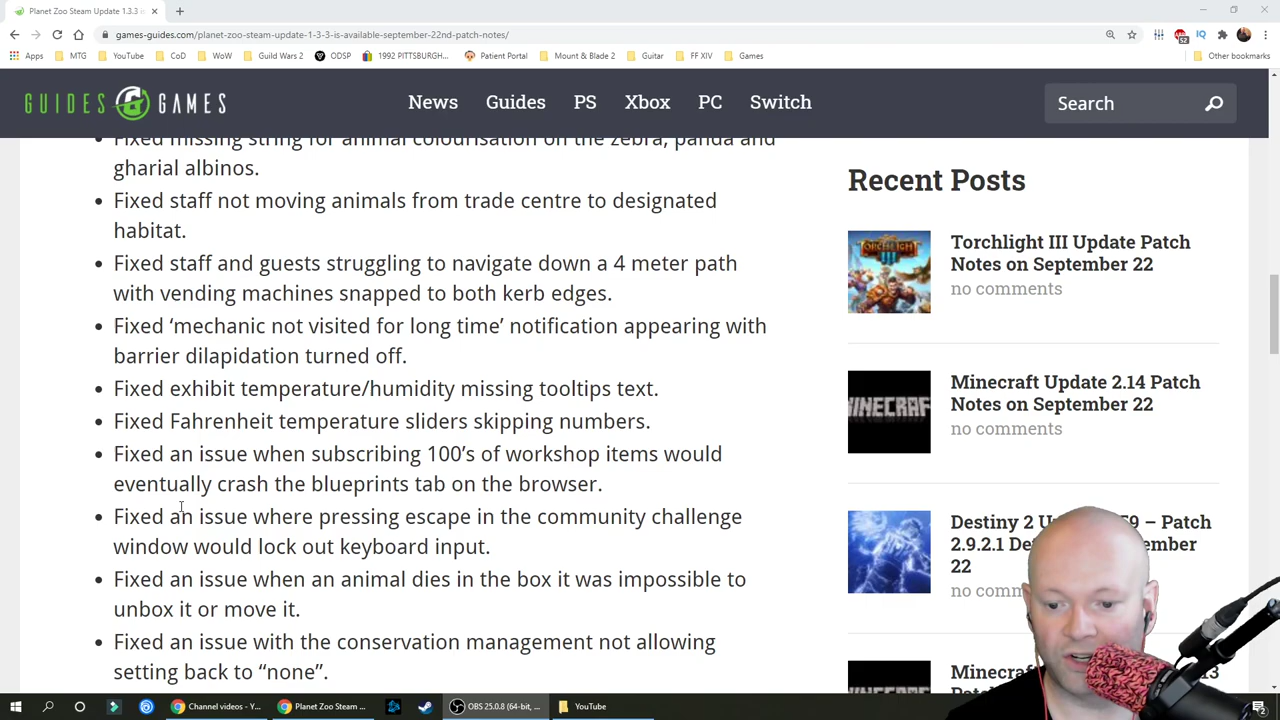 Planet Zoo Steam Update 1.3.3 i
games-guides.com/planet-zoo-steam-update-1-3-3-is-available-september-22nd-patch-notes/
Apps MTG YouTube CoD WoW Guild Wars 2 ODSP 1992 PITTSBURGH... Patient Portal Mount & Blade 2 Guitar FF XIV Games Other bookmarks
GUIDES GAMES News Guides PS Xbox PC Switch Search
Fixed missing string for animal colourisation on the zebra, panda and
gharial albinos.
Fixed staff not moving animals from trade centre to designated
habitat.
Fixed staff and guests struggling to navigate down a 4 meter path
with vending machines snapped to both kerb edges.
Fixed ‘mechanic not visited for long time’ notification appearing with
barrier dilapidation turned off.
Fixed exhibit temperature/humidity missing tooltips text.
Fixed Fahrenheit temperature sliders skipping numbers.
Fixed an issue when subscribing 100’s of workshop items would
eventually crash the blueprints tab on the browser.
Fixed an issue where pressing escape in the community challenge
window would lock out keyboard input.
Fixed an issue when an animal dies in the box it was impossible to
unbox it or move it.
Fixed an issue with the conservation management not allowing
setting back to “none”.
Recent Posts
TORCHLIGHT III
Torchlight III Update Patch
Notes on September 22
no comments
MINECRAF
Minecraft Update 2.14 Patch
Notes on September 22
no comments
Destiny 2 – Patch
2.9.2.1
22
no comm
Minecraf
Channel videos - Y...
Planet Zoo Steam ...
OBS 25.0.8 (64-bit, ...
YouTube
2